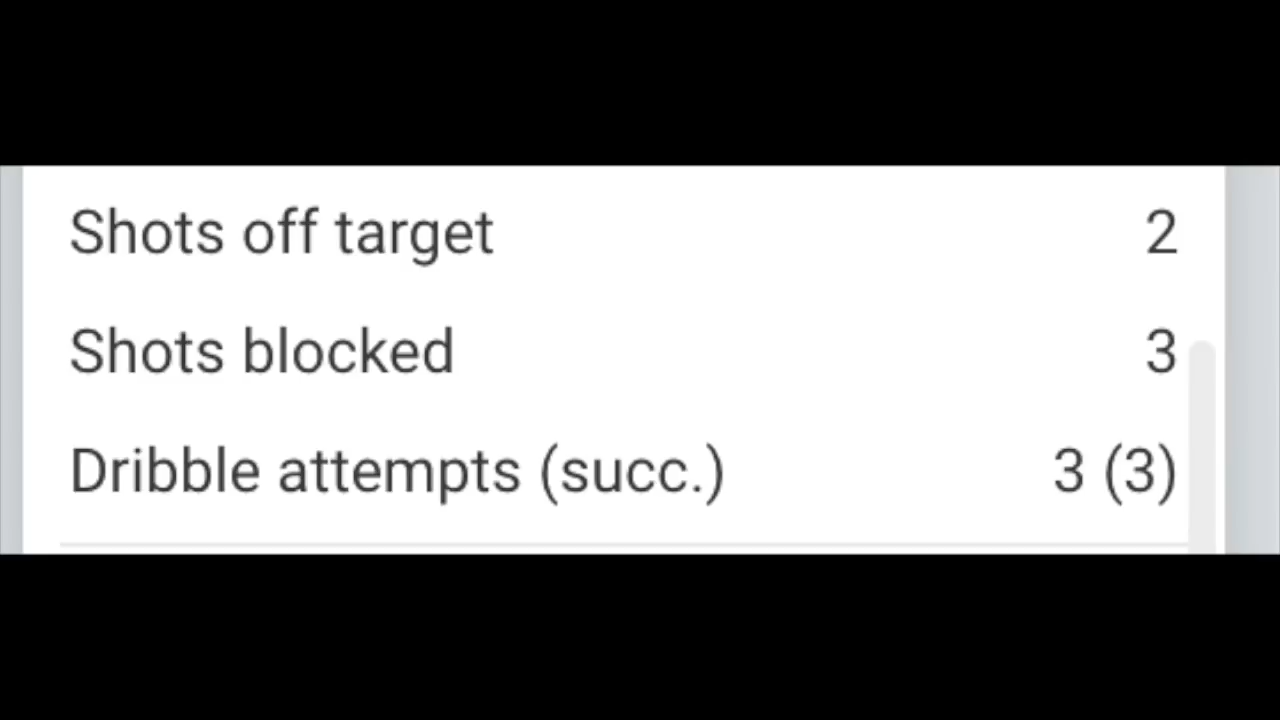 Shots off target 2
Shots blocked 3
Dribble attempts (succ.) 3 (3)